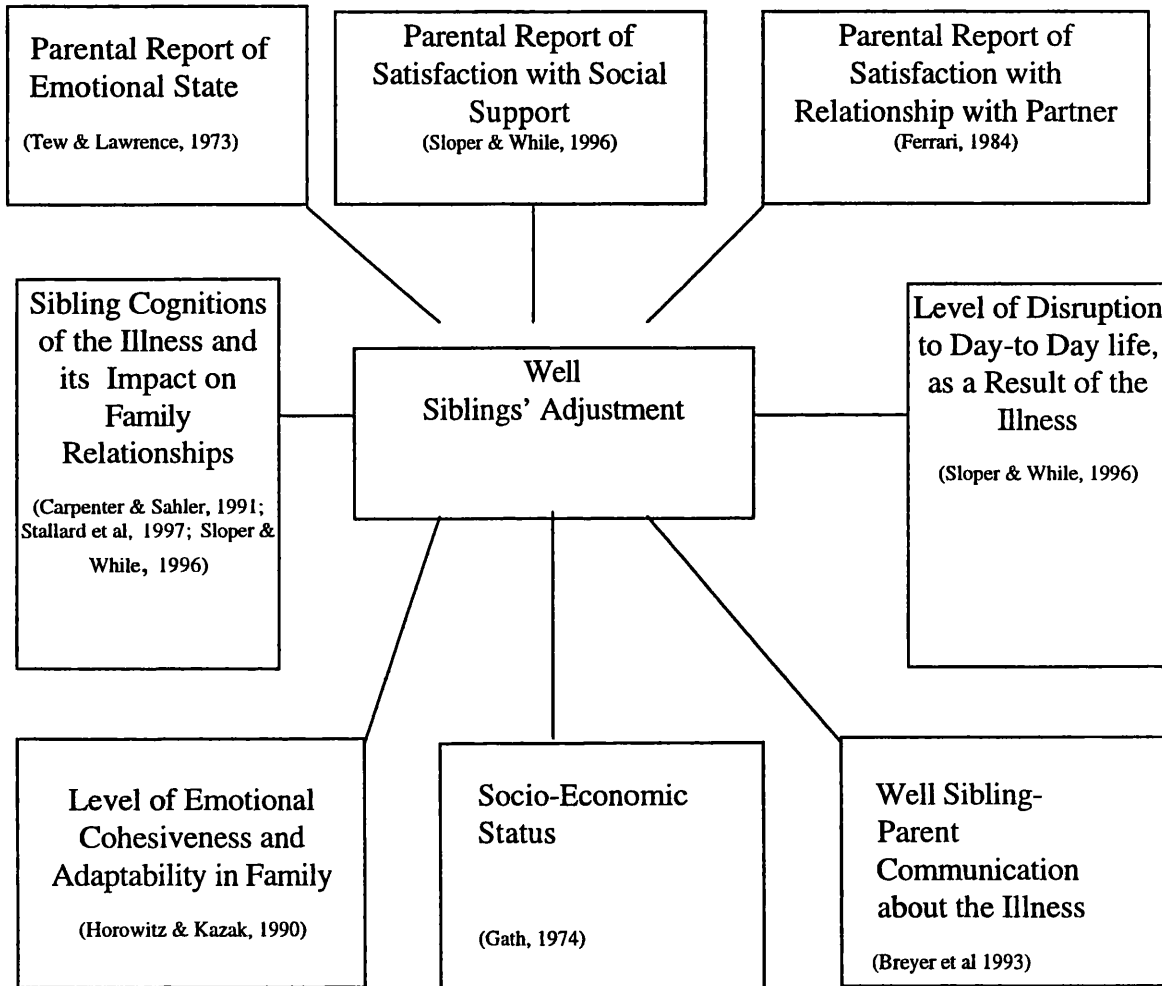 Parental Report of
Emotional State
(Tew & Lawrence, 1973)
Parental Report of
Satisfaction with Social
Support
(Sloper & While, 1996)
Parental Report of
Satisfaction with
Relationship with Partner
(Ferrari, 1984)
Sibling Cognitions
of the Illness and
its Impact on
Family
Relationships
(Carpenter & Sahler, 1991;
Stallard et al, 1997; Sloper &
While, 1996)
Well
Siblings' Adjustment
Level of Disruption
to Day-to Day life,
as a Result of the
Illness
(Sloper & While, 1996)
Level of Emotional
Cohesiveness and
Adaptability in Family
(Horowitz & Kazak, 1990)
Socio-Economic
Status
(Gath, 1974)
Well Sibling-
Parent
Communication
about the Illness
(Breyer et al 1993)